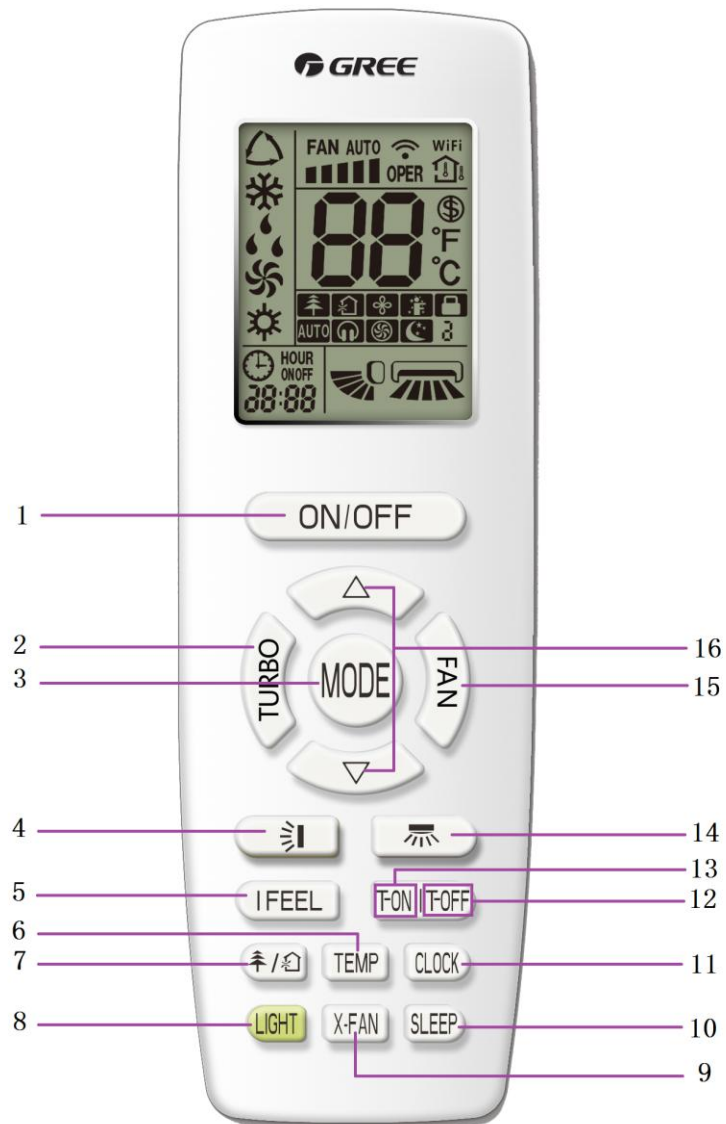 GREE
FAN AUTO WiFi
OPER
88
°F
°C
AUTO
HOUR
ONOFF
88:88
1 ON/OFF
2 TURBO
16
3 MODE
FAN 15
4
14
13
5 I FEEL
T-ON T-OFF 12
6
7 / TEMP CLOCK 11
8 LIGHT X-FAN SLEEP 10
9